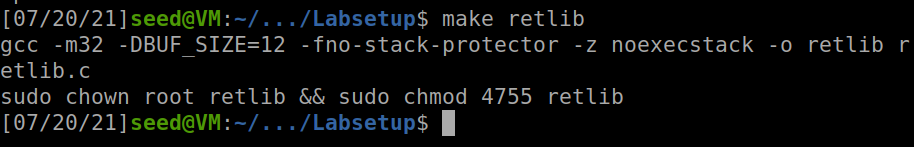 [07/20/21]seed@VM:~/.../Labsetup$ make retlib
gcc -m32 -DBUF_SIZE=12 -fno-stack-protector -z noexecstack -o retlib r
etlib.c
sudo chown root retlib && sudo chmod 4755 retlib
[07/20/21]seed@VM:~/.../Labsetup$